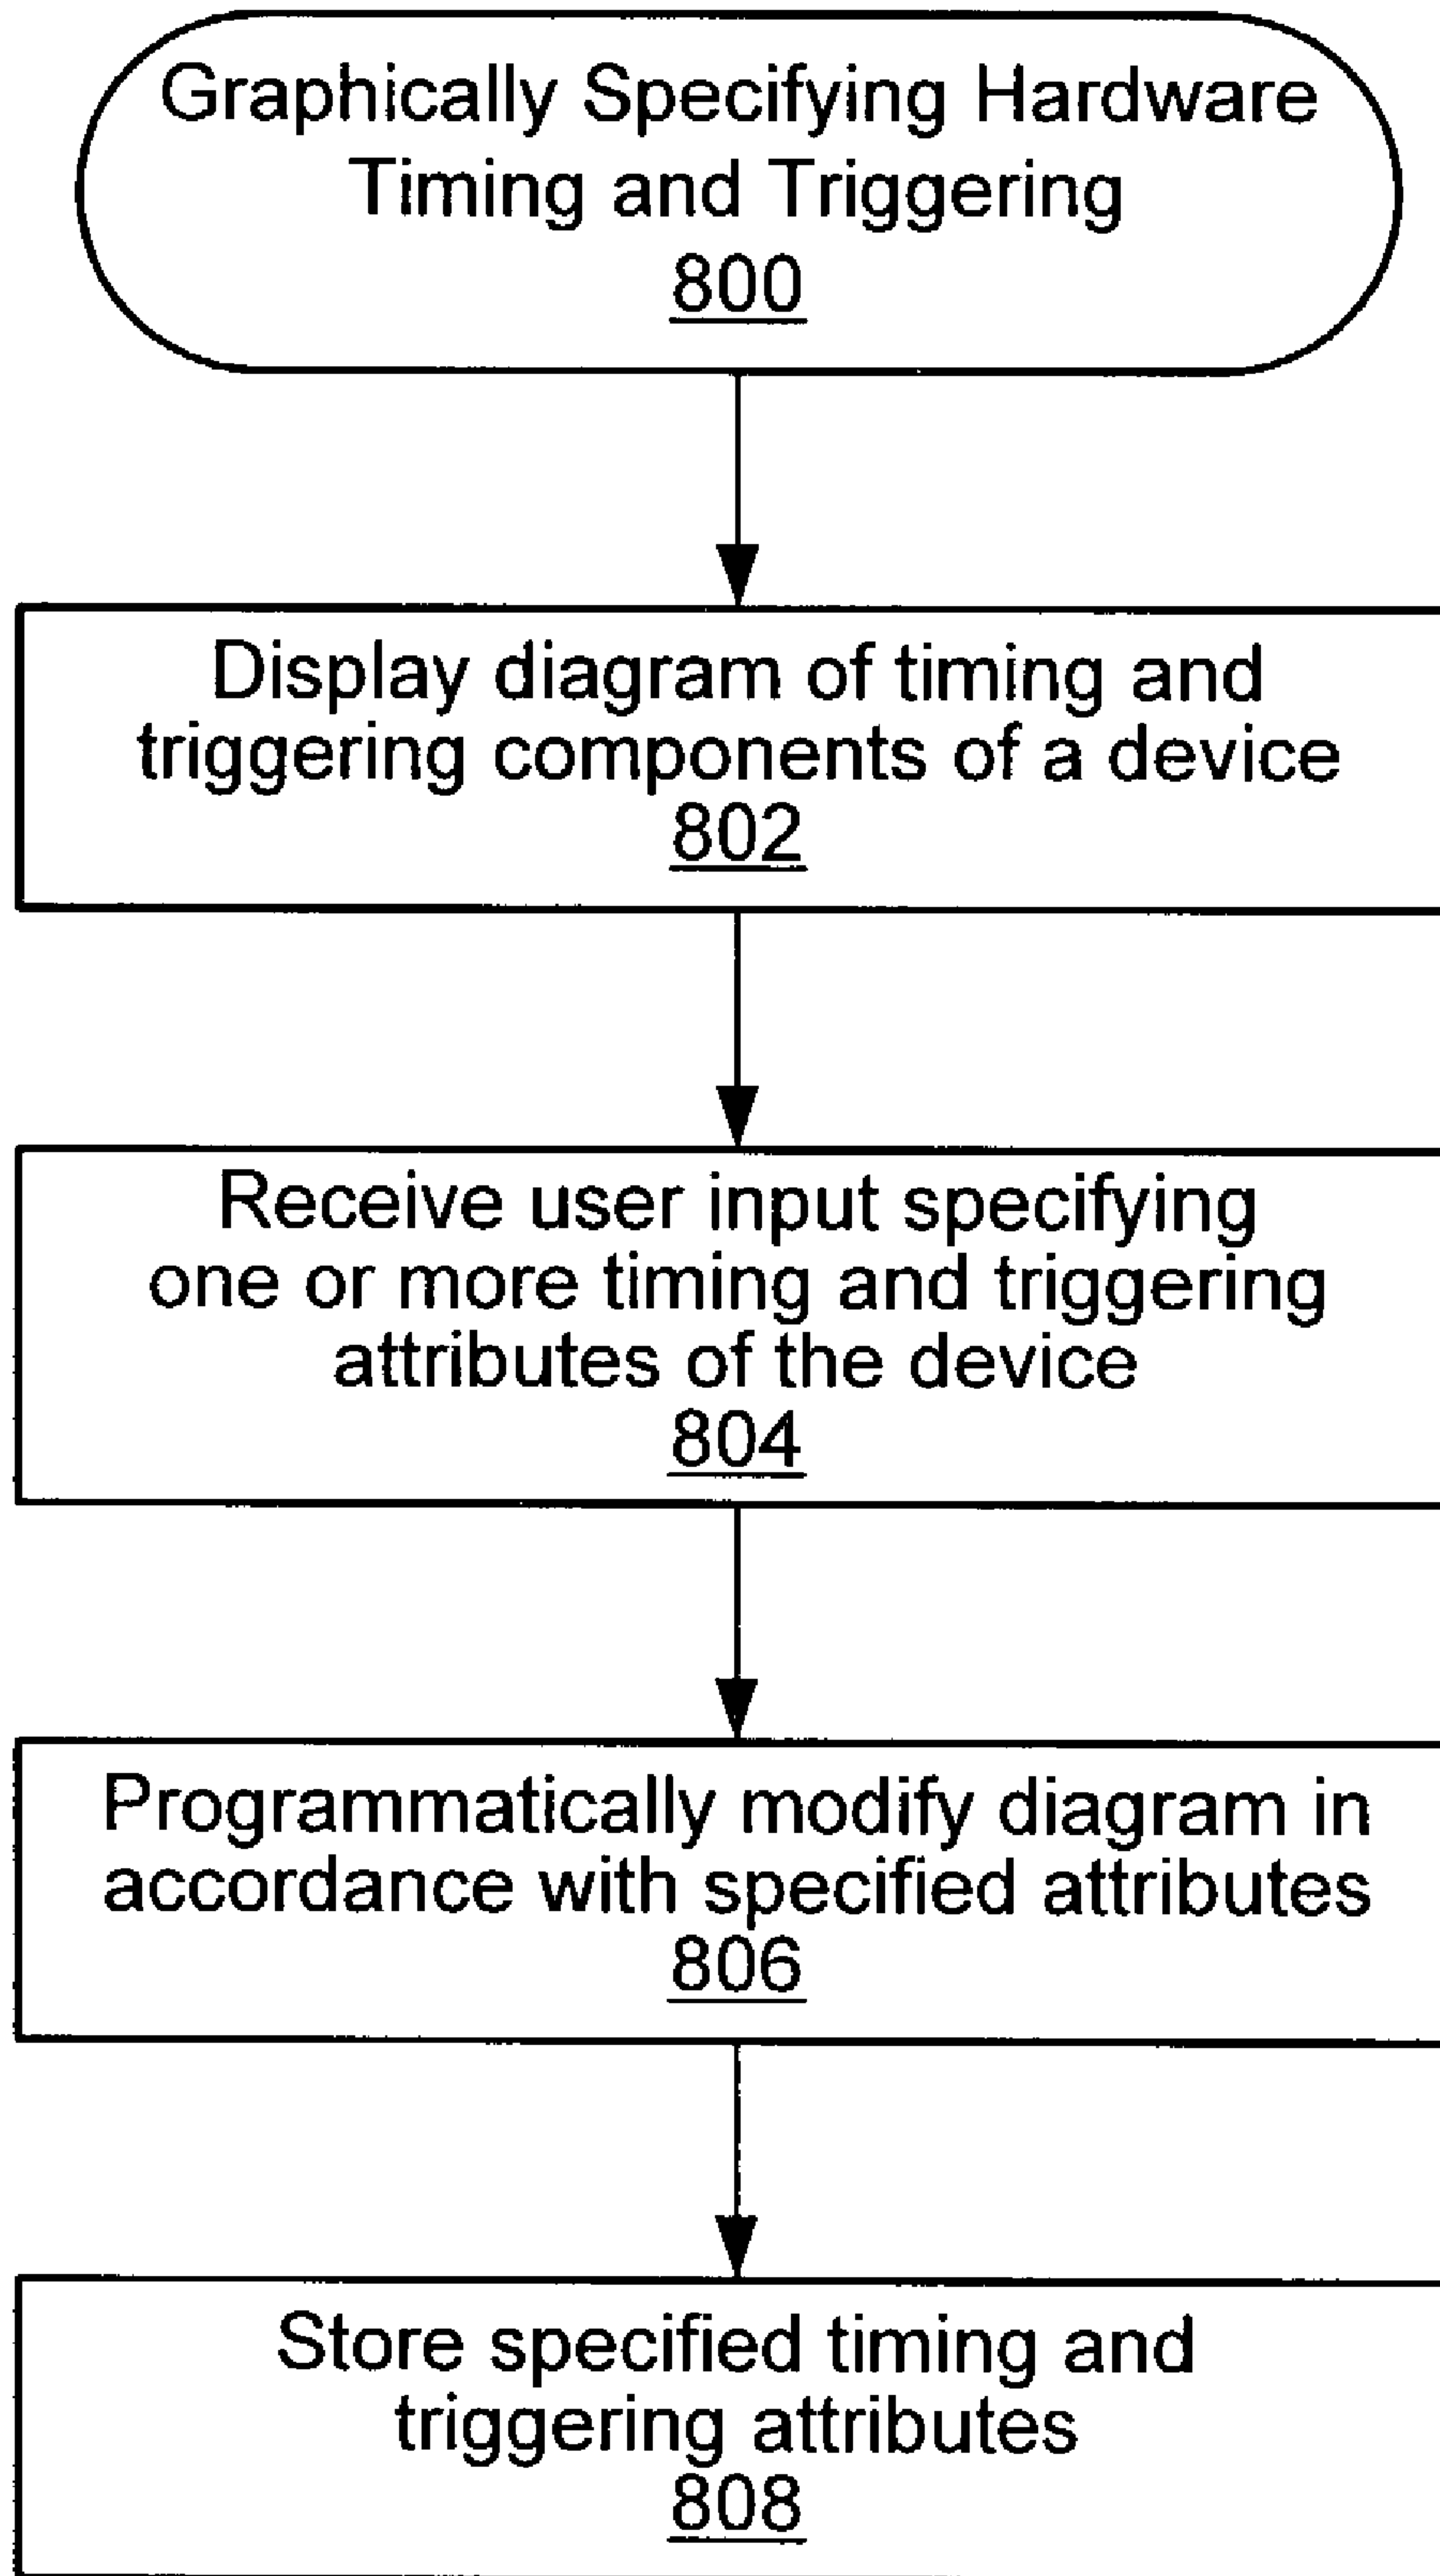 Graphically Specifying Hardware
Timing and Triggering
800
Display diagram of timing and
triggering components of a device
802
Receive user input specifying
one or more timing and triggering
attributes of the device
804
Programmatically modify diagram in
accordance with specified attributes
806
Store specified timing and
triggering attributes
808